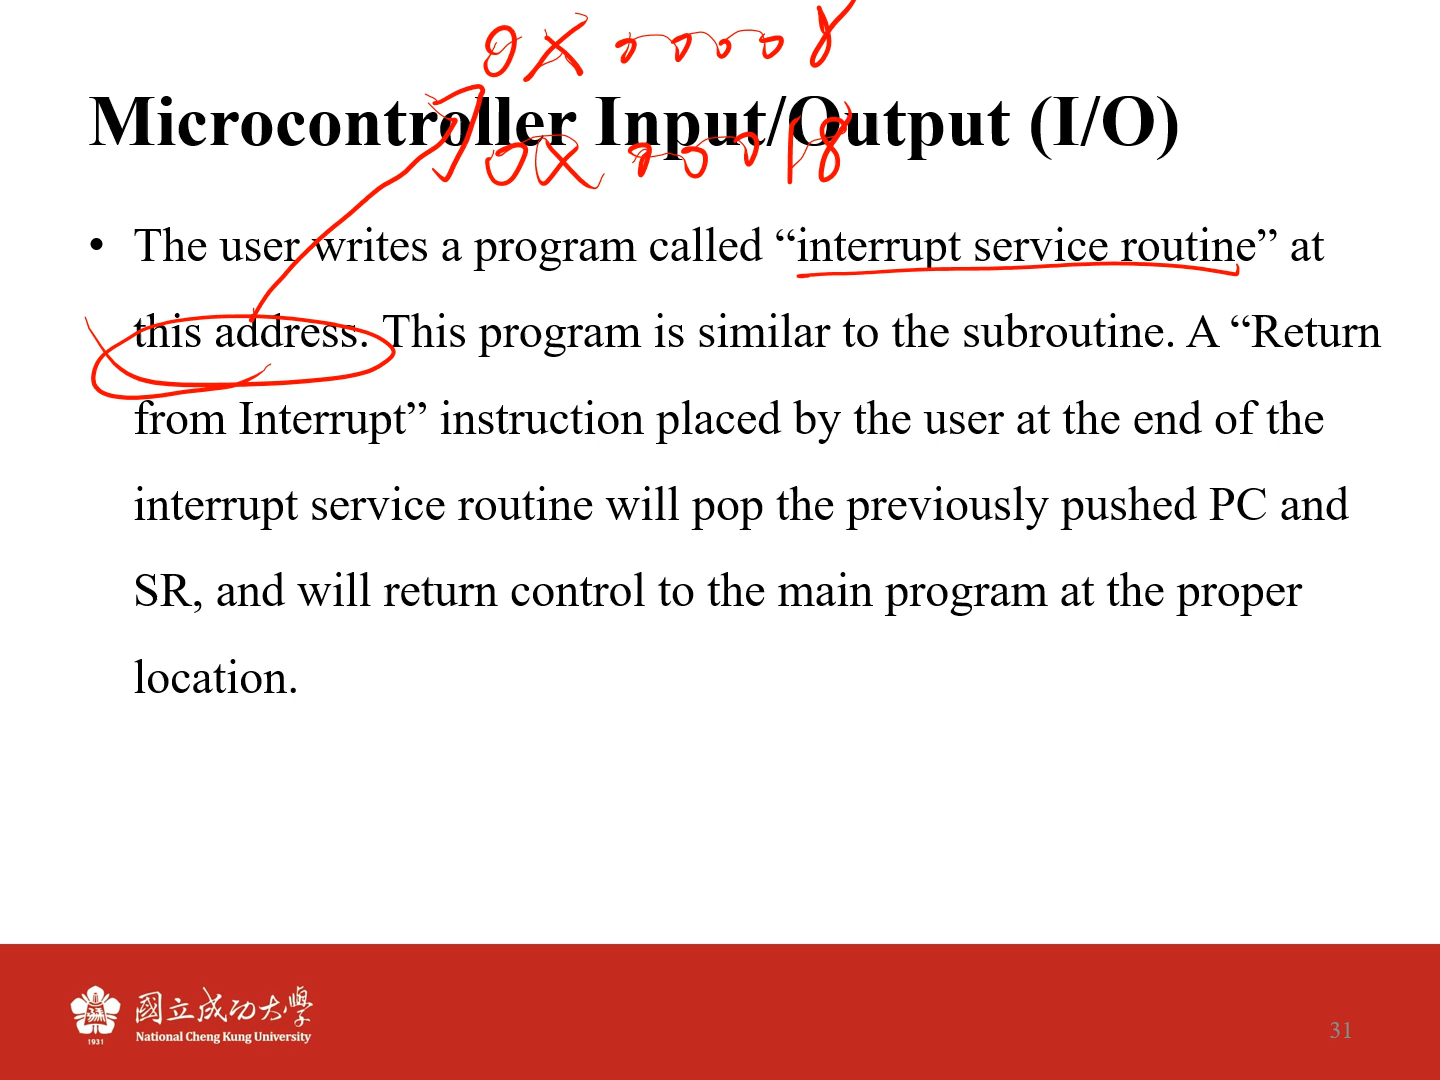 0X00008
Microcontroller Input/Output (I/O)
0X00018
• The user writes a program called “interrupt service routine” at
this address. This program is similar to the subroutine. A “Return
from Interrupt” instruction placed by the user at the end of the
interrupt service routine will pop the previously pushed PC and
SR, and will return control to the main program at the proper
location.
國立成功大學
National Cheng Kung University
1931
31